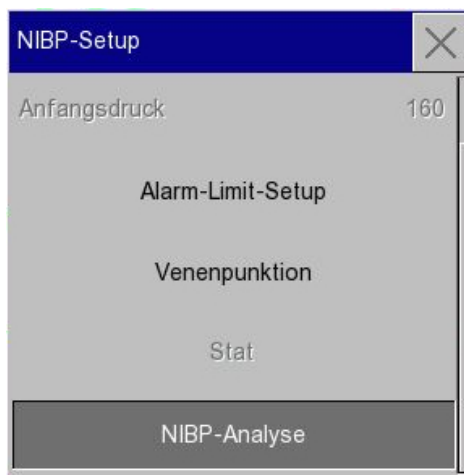 NIBP-Setup
Anfangsdruck 160
Alarm-Limit-Setup
Venenpunktion
Stat
NIBP-Analyse